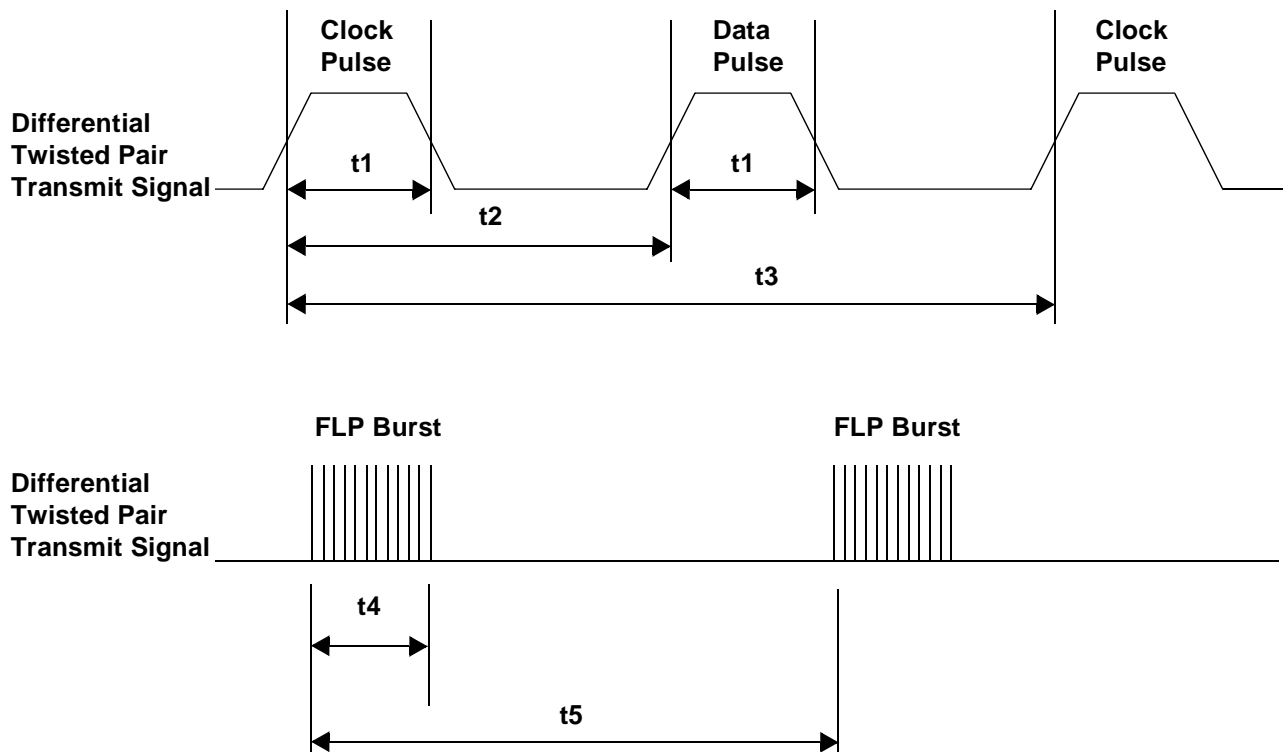 Clock
Pulse
Data
Pulse
Clock
Pulse
Differential
Twisted Pair
Transmit Signal
t1
t1
t2
t3
FLP Burst
FLP Burst
Differential
Twisted Pair
Transmit Signal
t4
t5